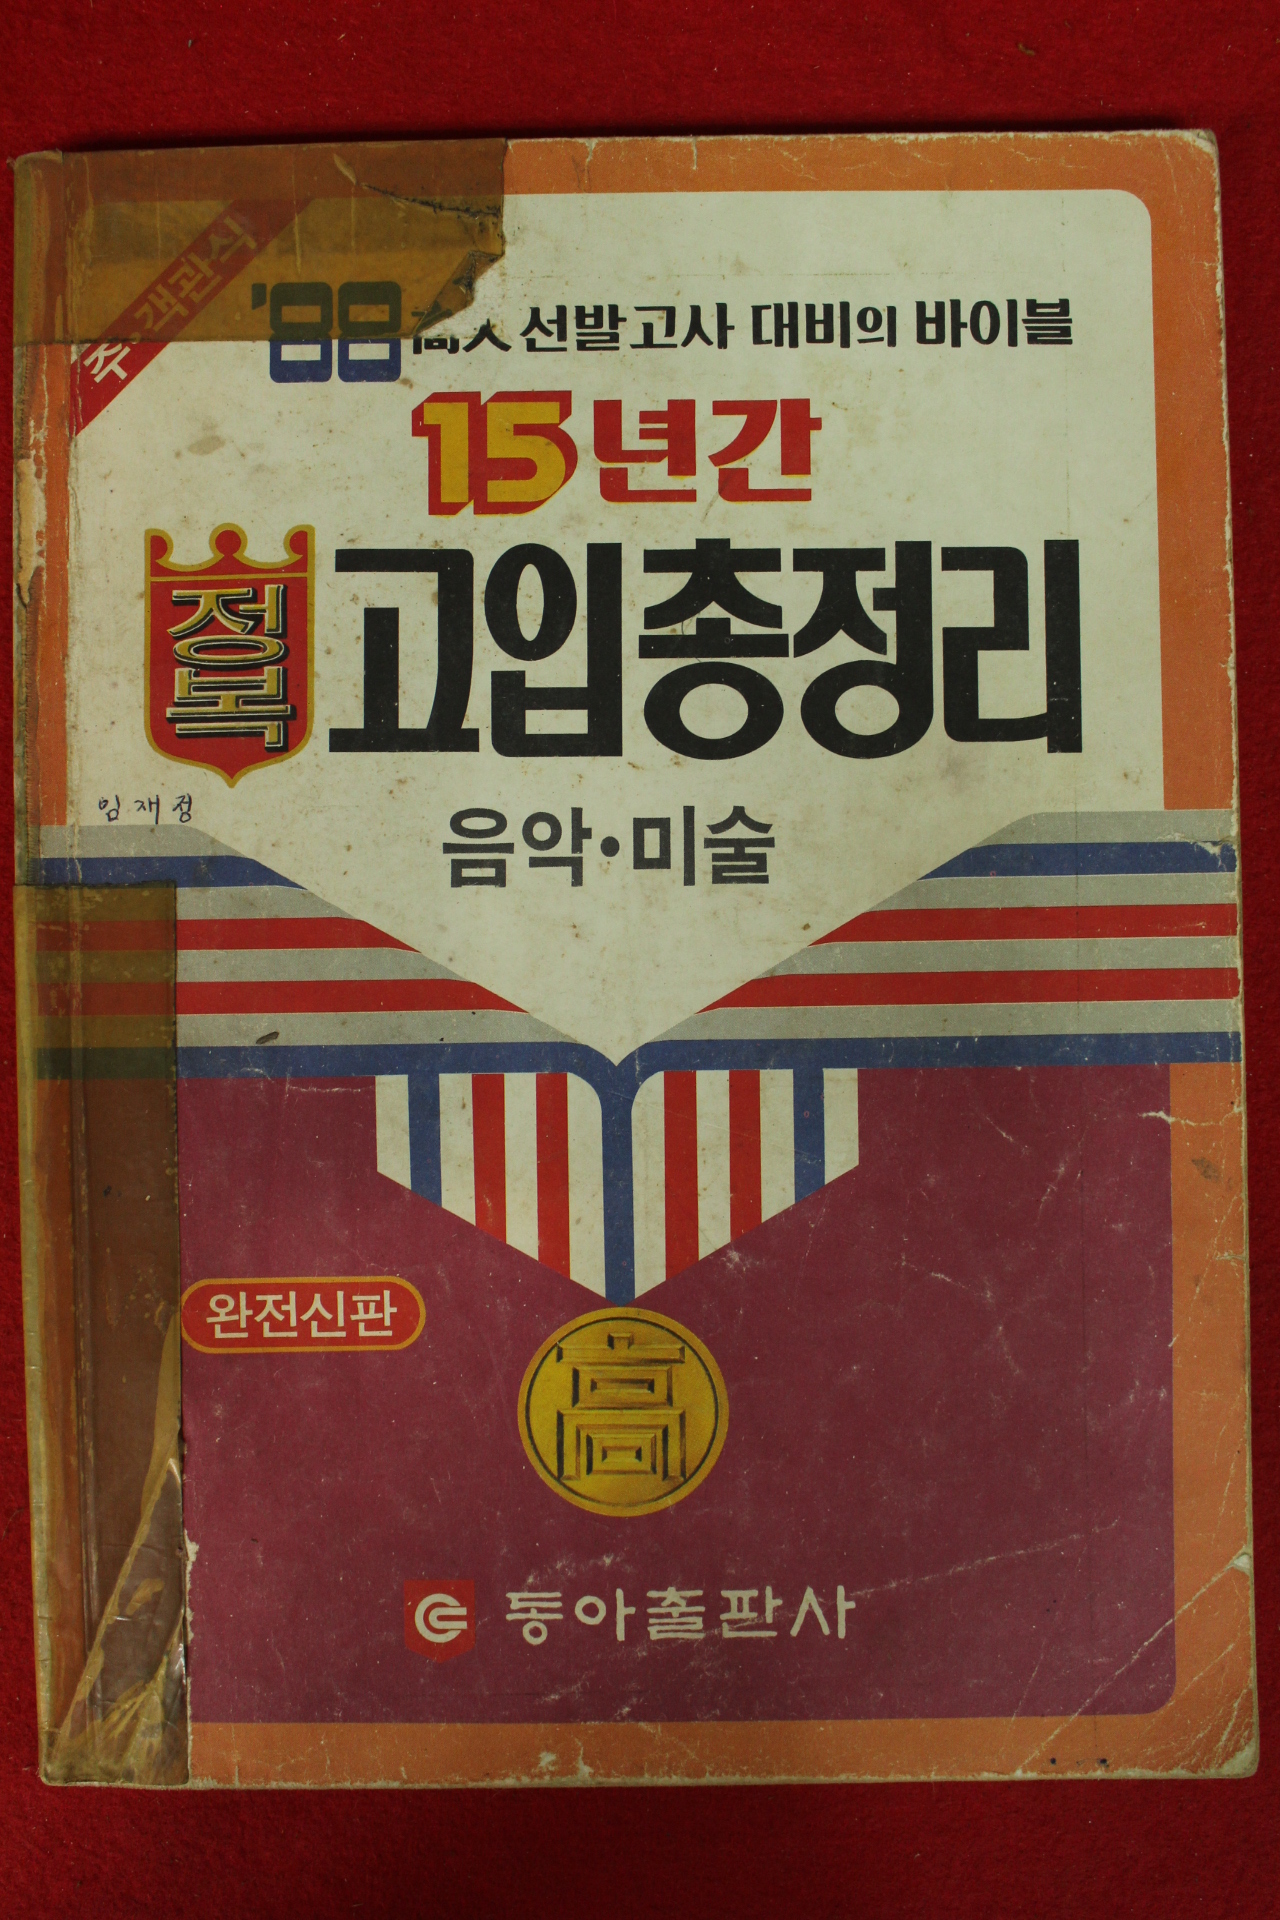 주·객관식
'88 高入 선발고사 대비의 바이블
15년간
정복
고입총정리
임재정
음악·미술
완전신판
高
동아출판사